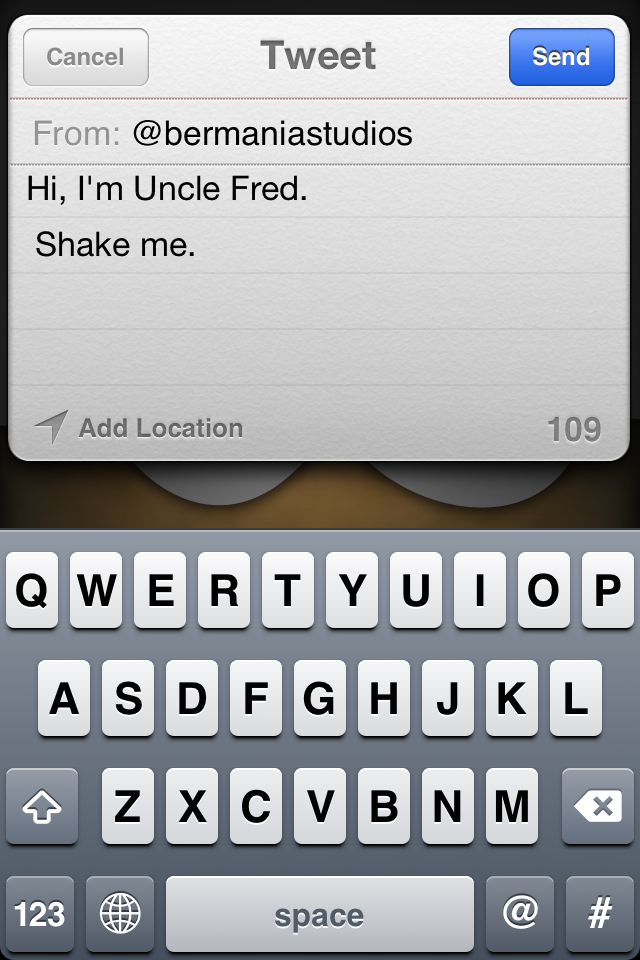 Cancel Tweet Send
From: @bermaniastudios
Hi, I'm Uncle Fred.
Shake me.
Add Location 109
Q W E R T Y U I O P
A S D F G H J K L
Z X C V B N M
123 space @ #